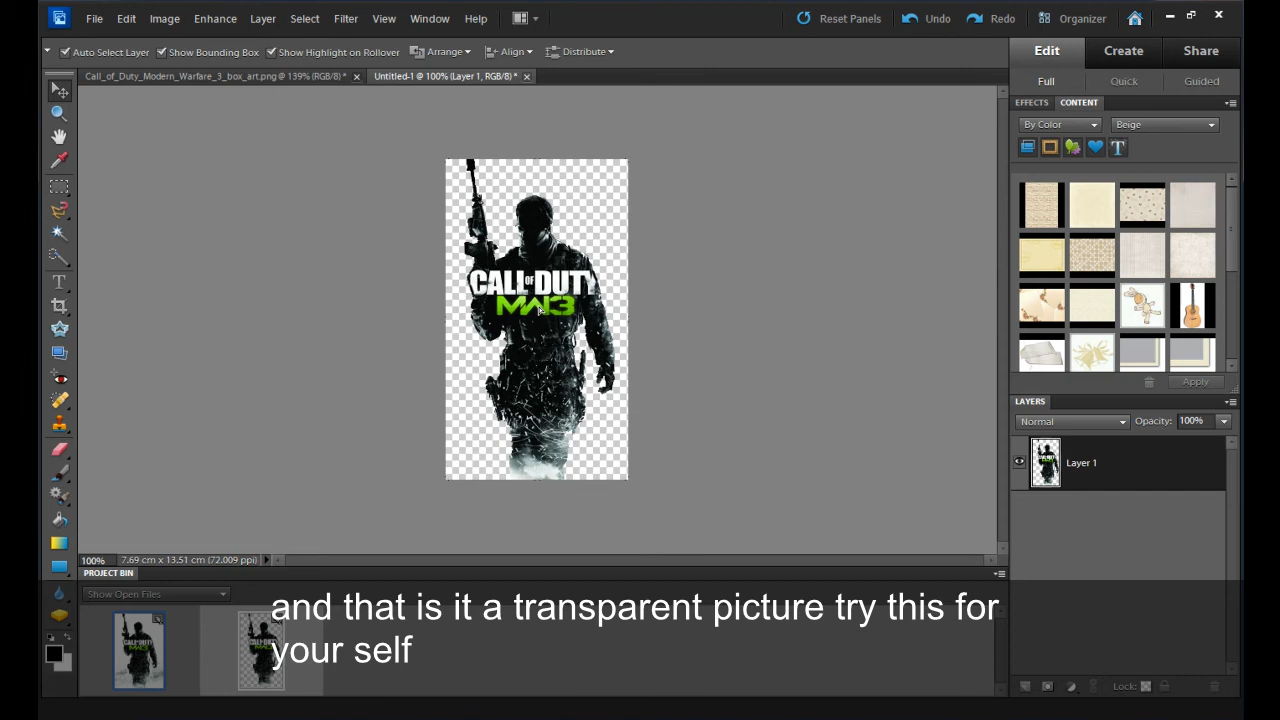 File Edit Image Enhance Layer Select Filter View Window Help Reset Panels Undo Redo Organizer
Auto Select Layer Show Bounding Box Show Highlight on Rollover Arrange Align Distribute
Edit Create Share
Call_of_Duty_Modern_Warfare_3_box_art.png @ 139% (RGB/8) * Untitled-1 @ 100% (Layer 1, RGB/8) *
Full Quick Guided
EFFECTS CONTENT
By Color Beige
T
CALL OF DUTY
MW3
Apply
LAYERS
Normal Opacity: 100%
Layer 1
100% 7.69 cm x 13.51 cm (72.009 ppi)
PROJECT BIN
Show Open Files
and that is it a transparent picture try this for
your self
Lock: